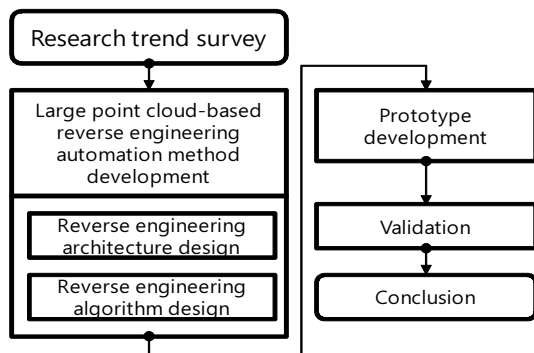 Research trend survey
Large point cloud-based
reverse engineering
automation method
development
Reverse engineering
architecture design
Reverse engineering
algorithm design
Prototype
development
Validation
Conclusion